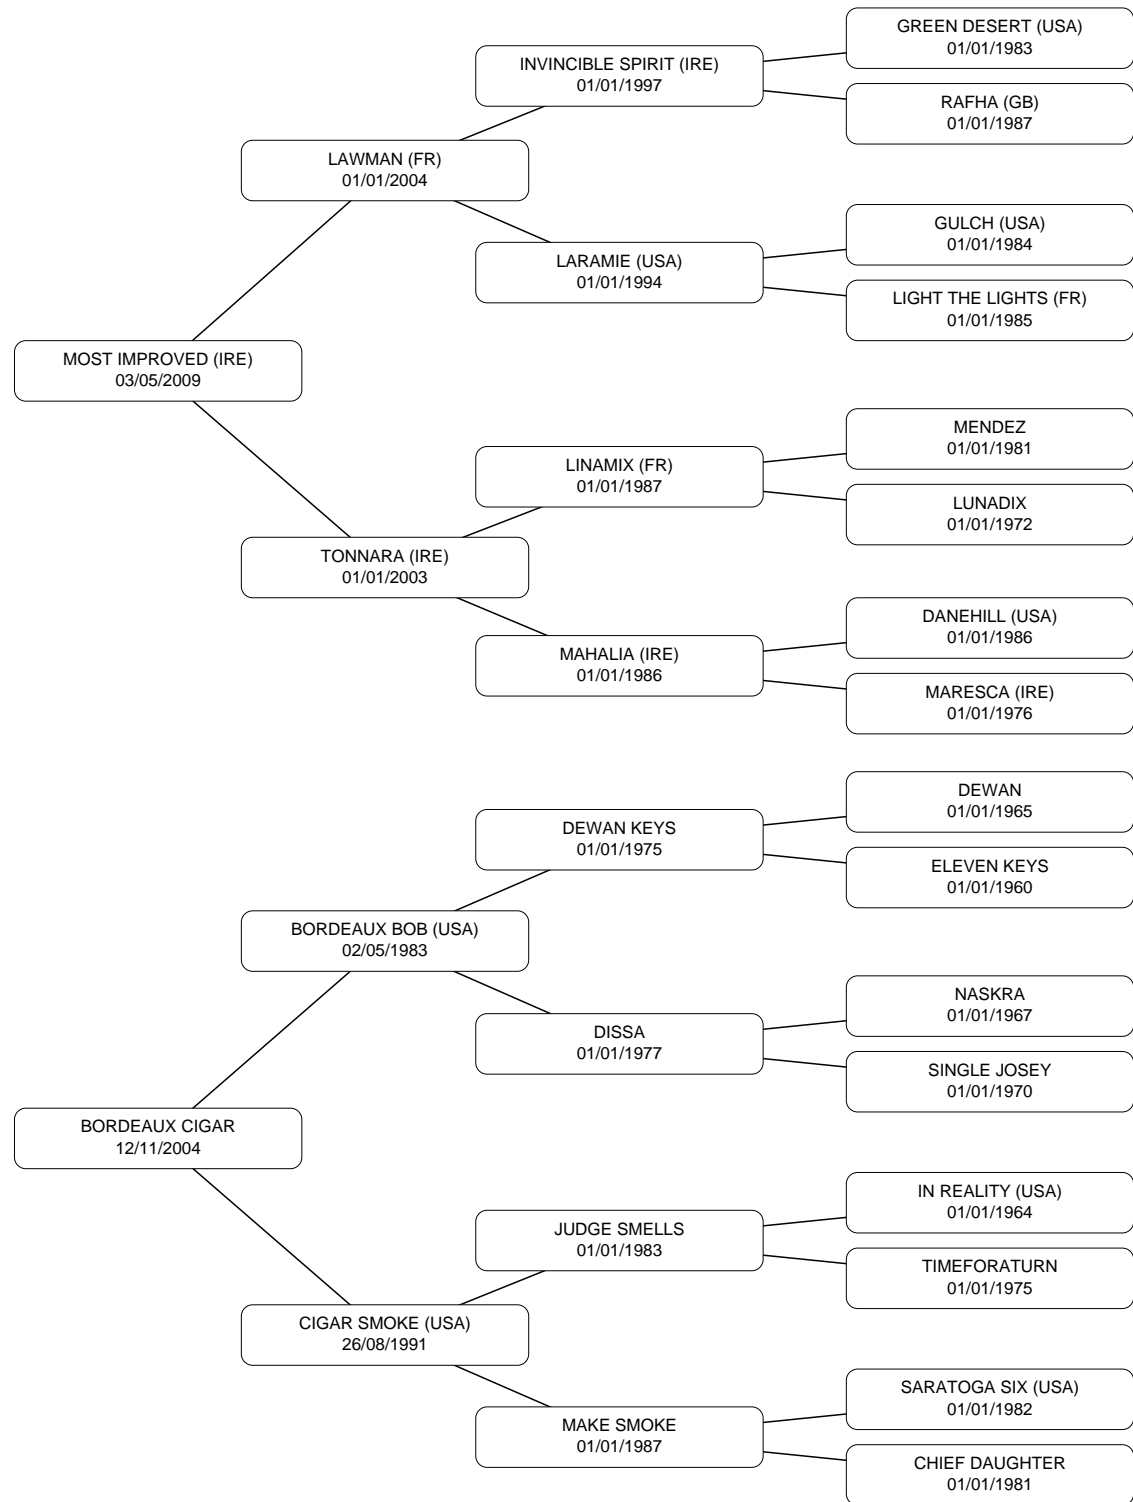 GREEN DESERT (USA)
01/01/1983
INVINCIBLE SPIRIT (IRE)
01/01/1997
RAFHA (GB)
01/01/1987
LAWMAN (FR)
01/01/2004
GULCH (USA)
01/01/1984
LARAMIE (USA)
01/01/1994
LIGHT THE LIGHTS (FR)
01/01/1985
MOST IMPROVED (IRE)
03/05/2009
MENDEZ
01/01/1981
LINAMIX (FR)
01/01/1987
LUNADIX
01/01/1972
TONNARA (IRE)
01/01/2003
DANEHILL (USA)
01/01/1986
MAHALIA (IRE)
01/01/1986
MARESCA (IRE)
01/01/1976
DEWAN
01/01/1965
DEWAN KEYS
01/01/1975
ELEVEN KEYS
01/01/1960
BORDEAUX BOB (USA)
02/05/1983
NASKRA
01/01/1967
DISSA
01/01/1977
SINGLE JOSEY
01/01/1970
BORDEAUX CIGAR
12/11/2004
IN REALITY (USA)
01/01/1964
JUDGE SMELLS
01/01/1983
TIMEFORATURN
01/01/1975
CIGAR SMOKE (USA)
26/08/1991
SARATOGA SIX (USA)
01/01/1982
MAKE SMOKE
01/01/1987
CHIEF DAUGHTER
01/01/1981